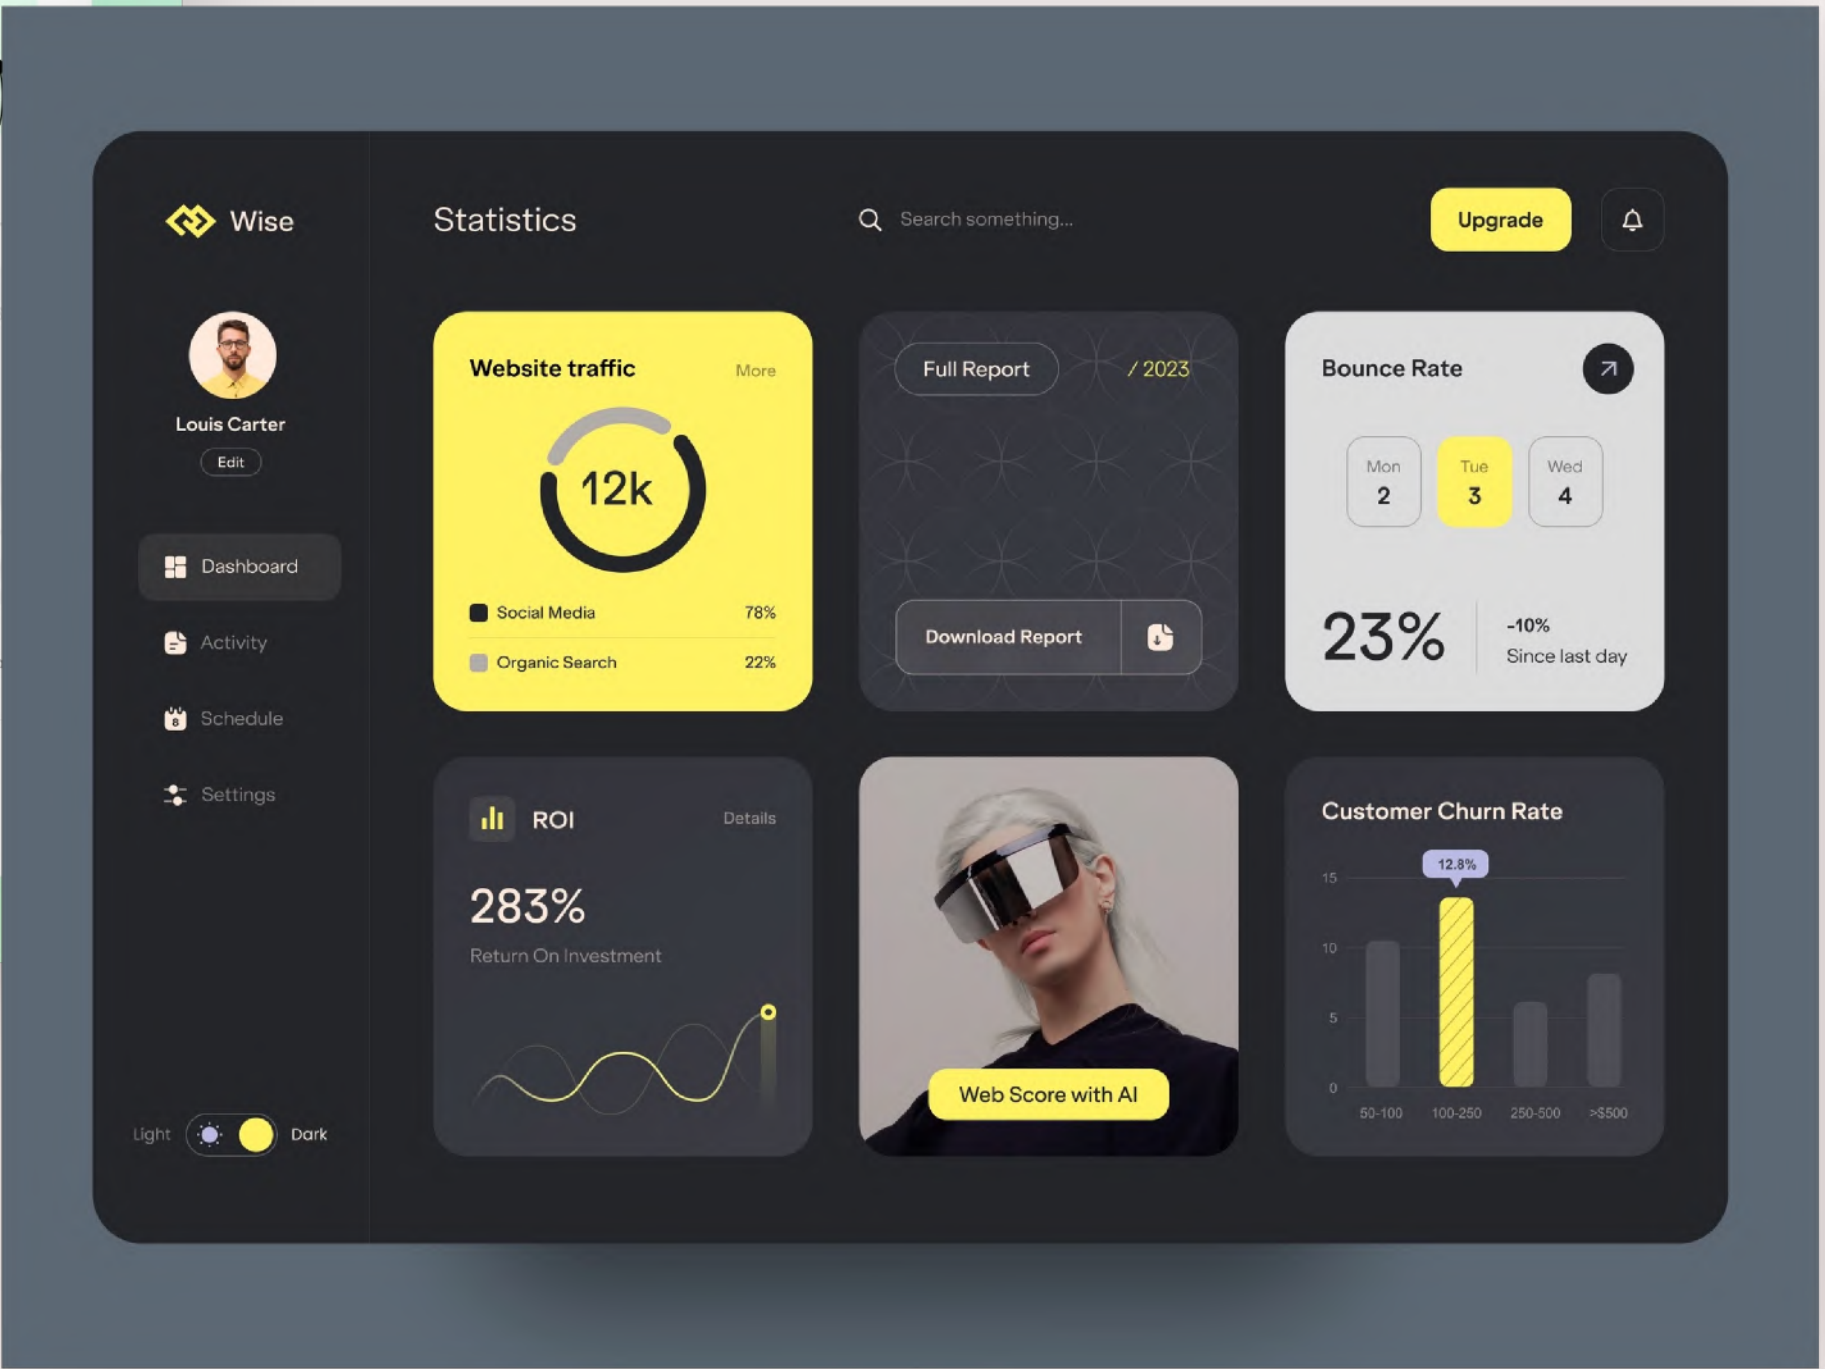 Wise
Louis Carter
Edit
Dashboard
Activity
8
Schedule
Settings
Light
Dark
Statistics
Search something...
Upgrade
Website traffic
More
12k
Social Media 78%
Organic Search 22%
Full Report
/ 2023
Download Report
Bounce Rate
Mon Tue Wed
2 3 4
23%
-10%
Since last day
ROI
Details
283%
Return On Investment
Web Score with AI
Customer Churn Rate
12.8%
15
10
5
0
50-100 100-250 250-500 >$500